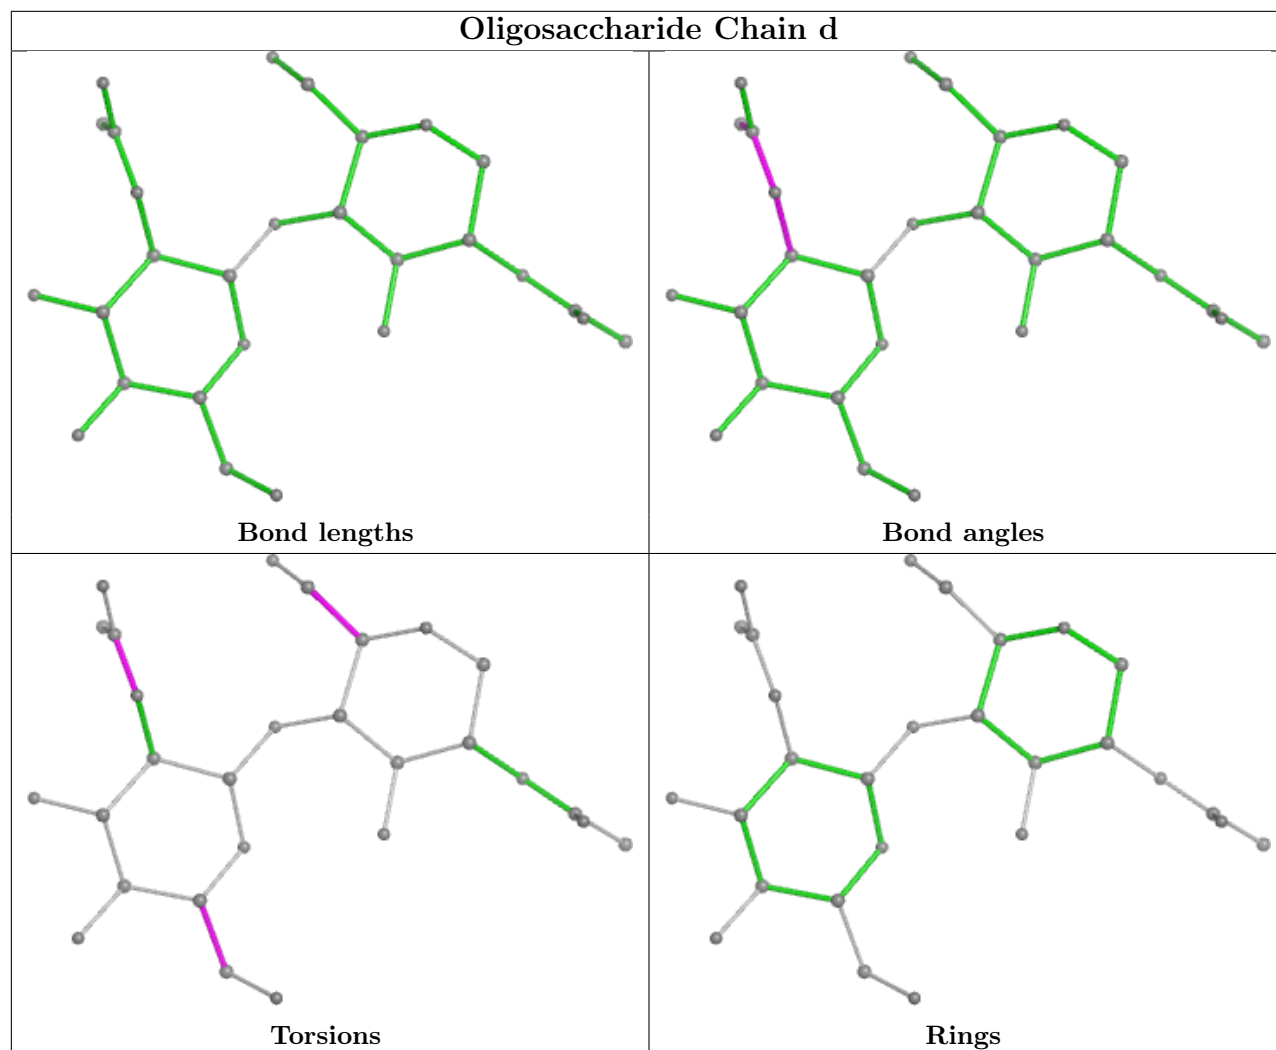 Oligosaccharide Chain d
Bond lengths
Bond angles
Torsions
Rings